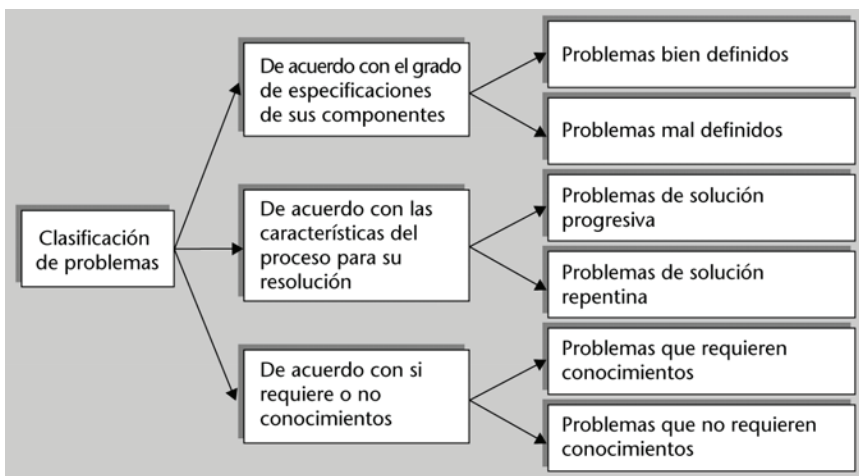 Clasificación
de problemas
De acuerdo con el grado
de especificaciones
de sus componentes
Problemas bien definidos
Problemas mal definidos
De acuerdo con las
características del
proceso para su
resolución
Problemas de solución
progresiva
Problemas de solución
repentina
De acuerdo con si
requiere o no
conocimientos
Problemas que requieren
conocimientos
Problemas que no requieren
conocimientos